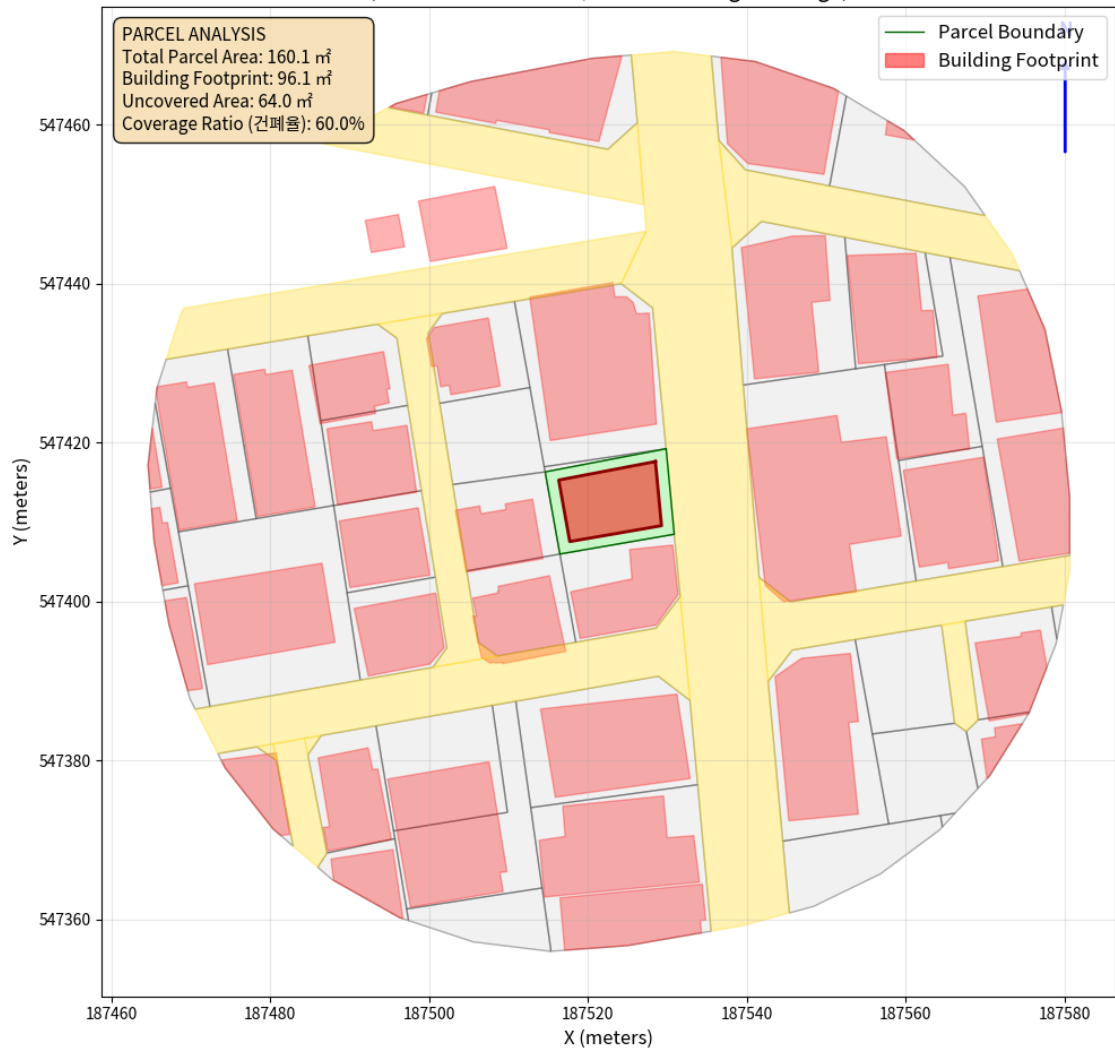 PARCEL ANALYSIS
Total Parcel Area: 160.1 ㎡
Building Footprint: 96.1 ㎡
Uncovered Area: 64.0 ㎡
Coverage Ratio (건폐율): 60.0%
N
Parcel Boundary
Building Footprint
547460
547440
547420
547400
547380
547360
Y (meters)
187460
187480
187500
187520
187540
187560
187580
X (meters)